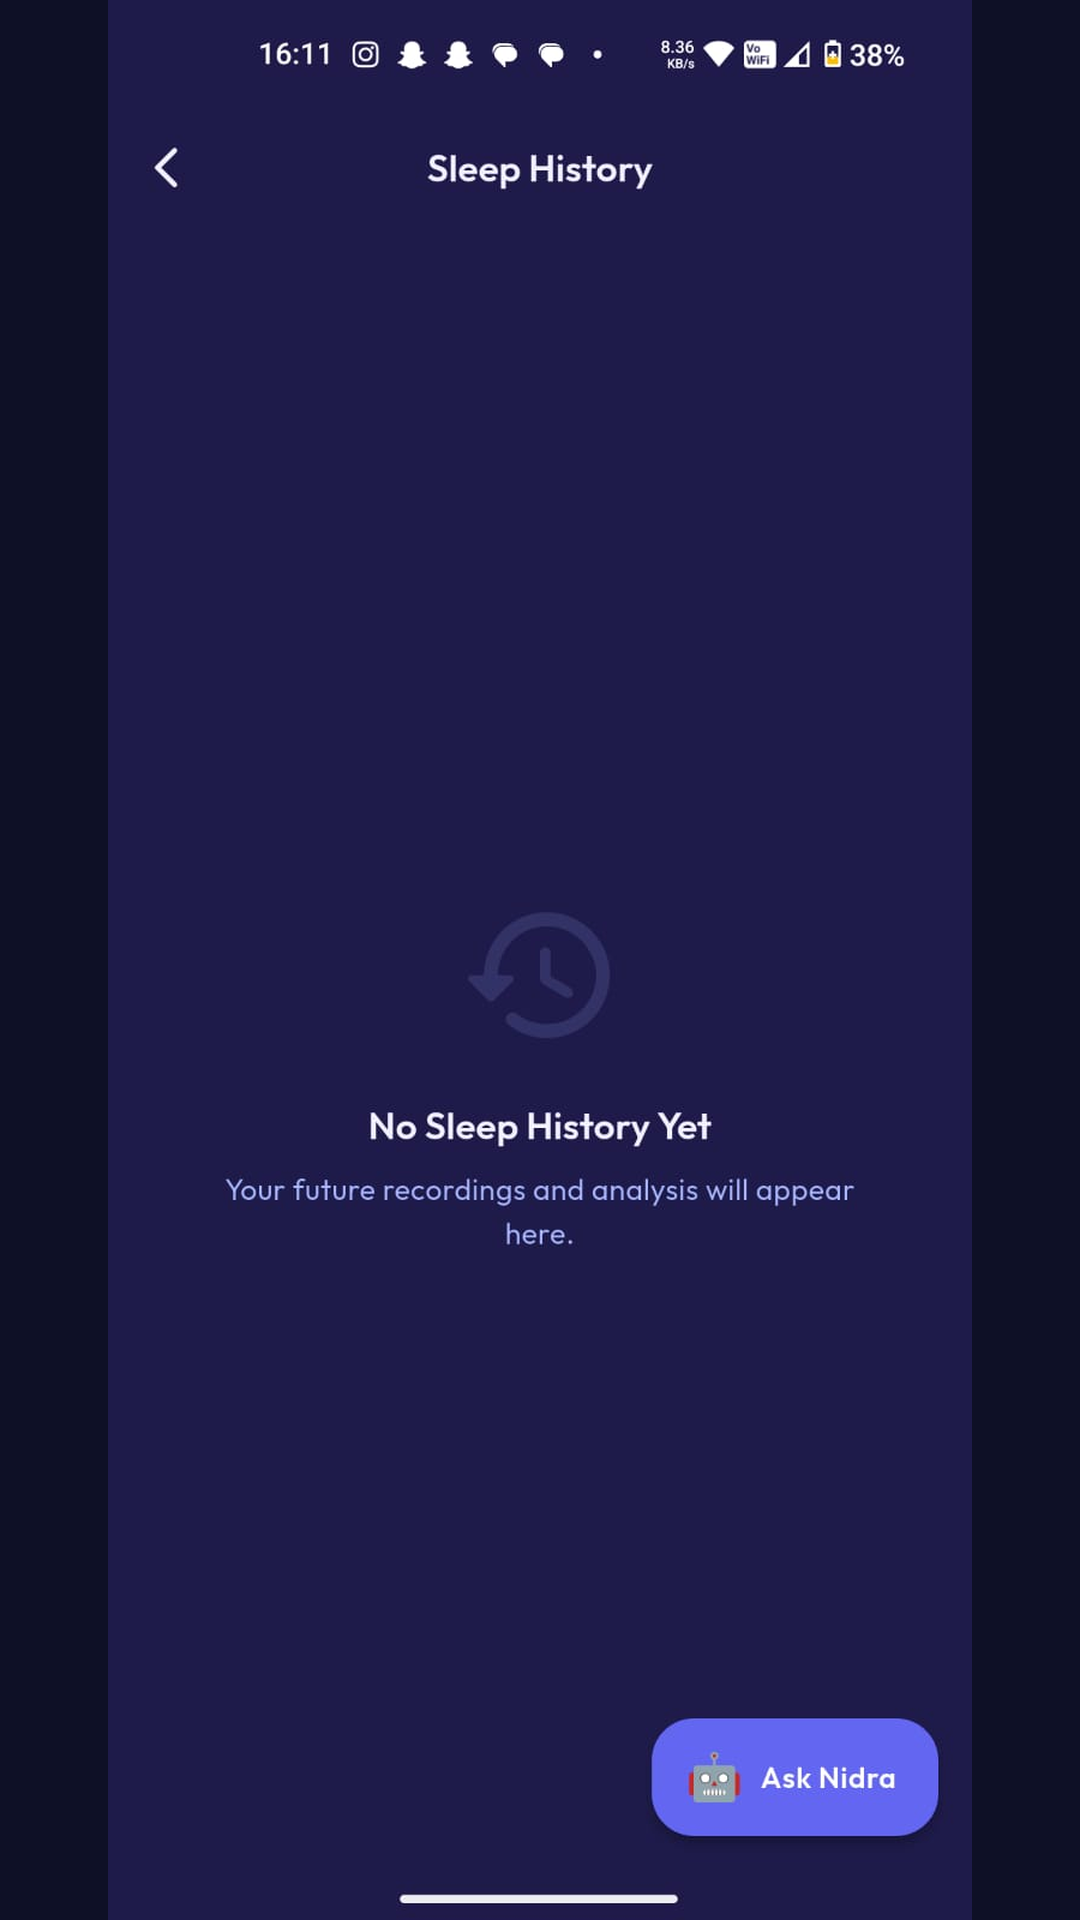 16:11 8.36 KB/s Vo WiFi 38%
Sleep History
No Sleep History Yet
Your future recordings and analysis will appear
here.
Ask Nidra